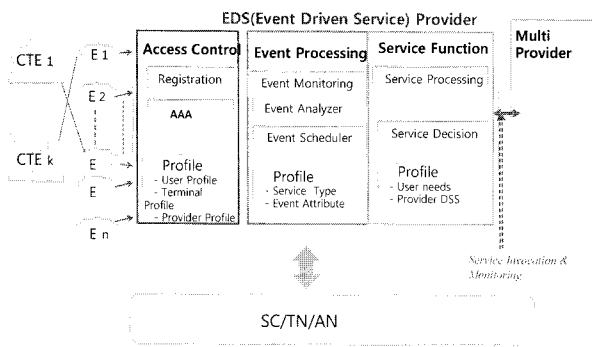 EDS(Event Driven Service) Provider
CTE 1
CTE k
E 1
E 2
E
E
E n
Access Control
Registration
AAA
Profile
- User Profile
- Terminal
Profile
- Provider Profile
Event Processing
Event Monitoring
Event Analyzer
Event Scheduler
Profile
- Service Type
- Event Attribute
Service Function
Service Processing
Service Decision
Profile
- User needs
- Provider DSS
Multi
Provider
Service Invocation &
Monitoring
SC/TN/AN